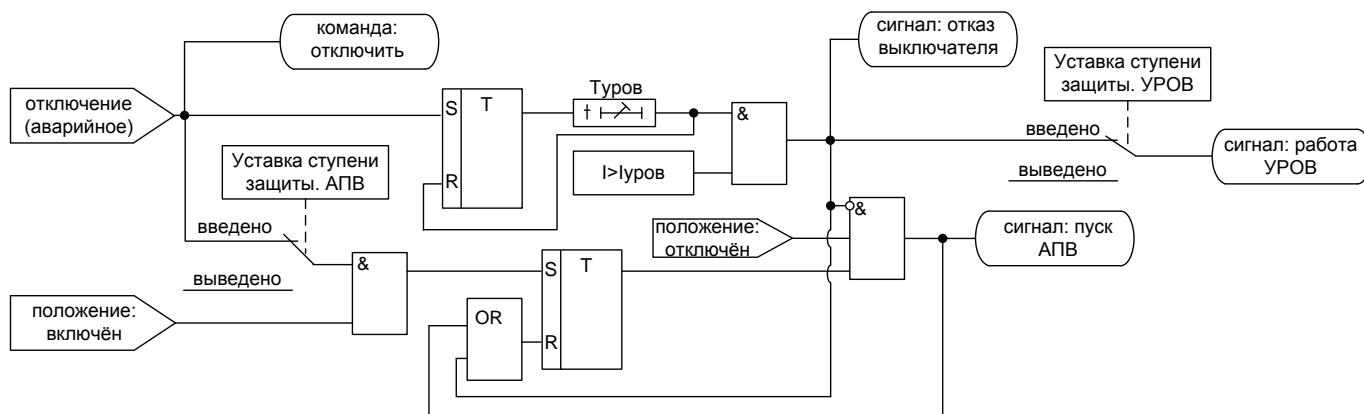 команда:
отключить
сигнал: отказ
выключателя
Уставка ступени
защиты. УРОВ
отключение
(аварийное)
S
T
R
Туров
&
I>Iуров
введено
выведено
сигнал: работа
УРОВ
Уставка ступени
защиты. АПВ
введено
выведено
&
положение:
включён
положение:
отключён
&
сигнал: пуск
АПВ
S
T
R
OR